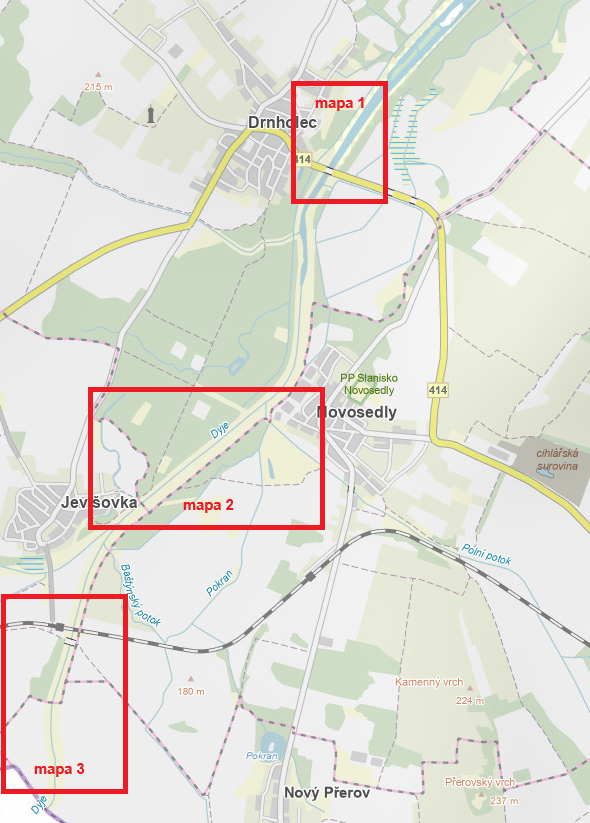 215 m
mapa 1
Drnholec
414
PP Slanisko
Novosedly
414
Novosedly
Dyje
cihlářská
surovina
Jevišovka
mapa 2
Polní potok
Baštýnský potok
Pokran
Kamenný vrch
180 m
224 m
Pokran
mapa 3
Přerovský vrch
Nový Přerov
237 m
Dyje